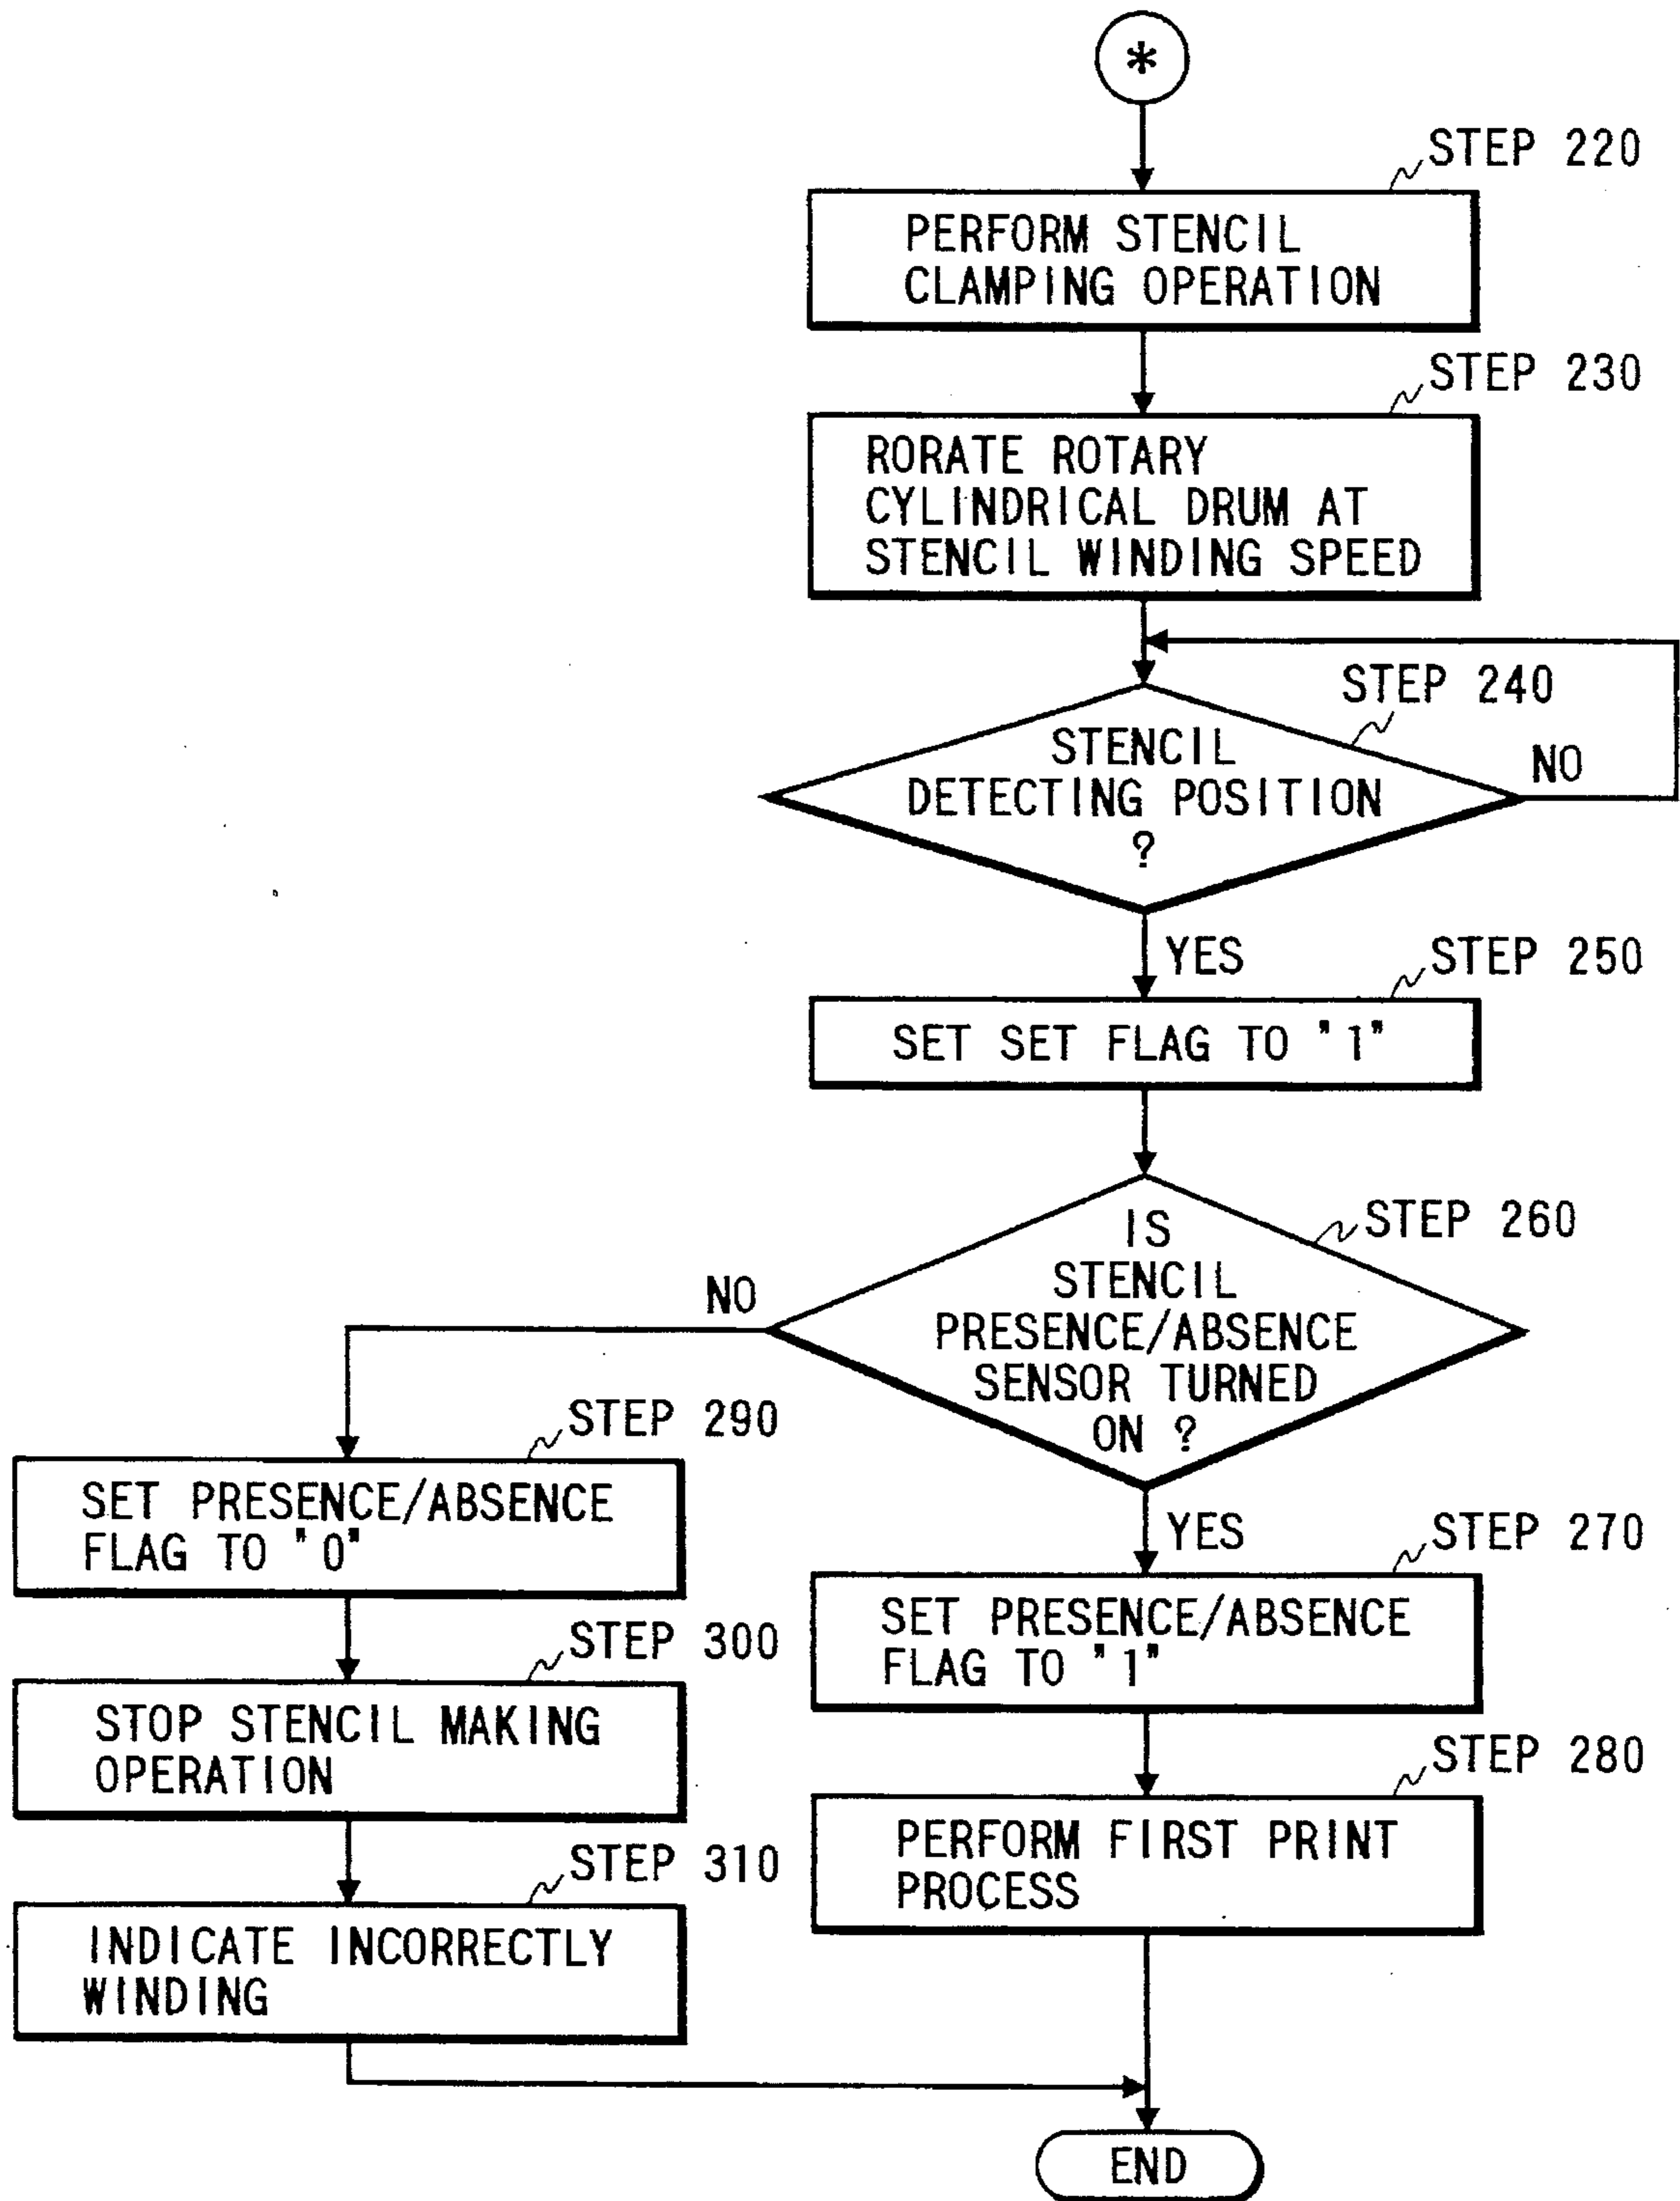 *
STEP 220
PERFORM STENCIL
CLAMPING OPERATION
STEP 230
RORATE ROTARY
CYLINDRICAL DRUM AT
STENCIL WINDING SPEED
STEP 240
STENCIL
DETECTING POSITION
?
NO
YES
STEP 250
SET SET FLAG TO "1"
STEP 260
IS
STENCIL
PRESENCE/ABSENCE
SENSOR TURNED
ON ?
NO
YES
STEP 290
SET PRESENCE/ABSENCE
FLAG TO "0"
STEP 270
SET PRESENCE/ABSENCE
FLAG TO "1"
STEP 300
STOP STENCIL MAKING
OPERATION
STEP 280
PERFORM FIRST PRINT
PROCESS
STEP 310
INDICATE INCORRECTLY
WINDING
END